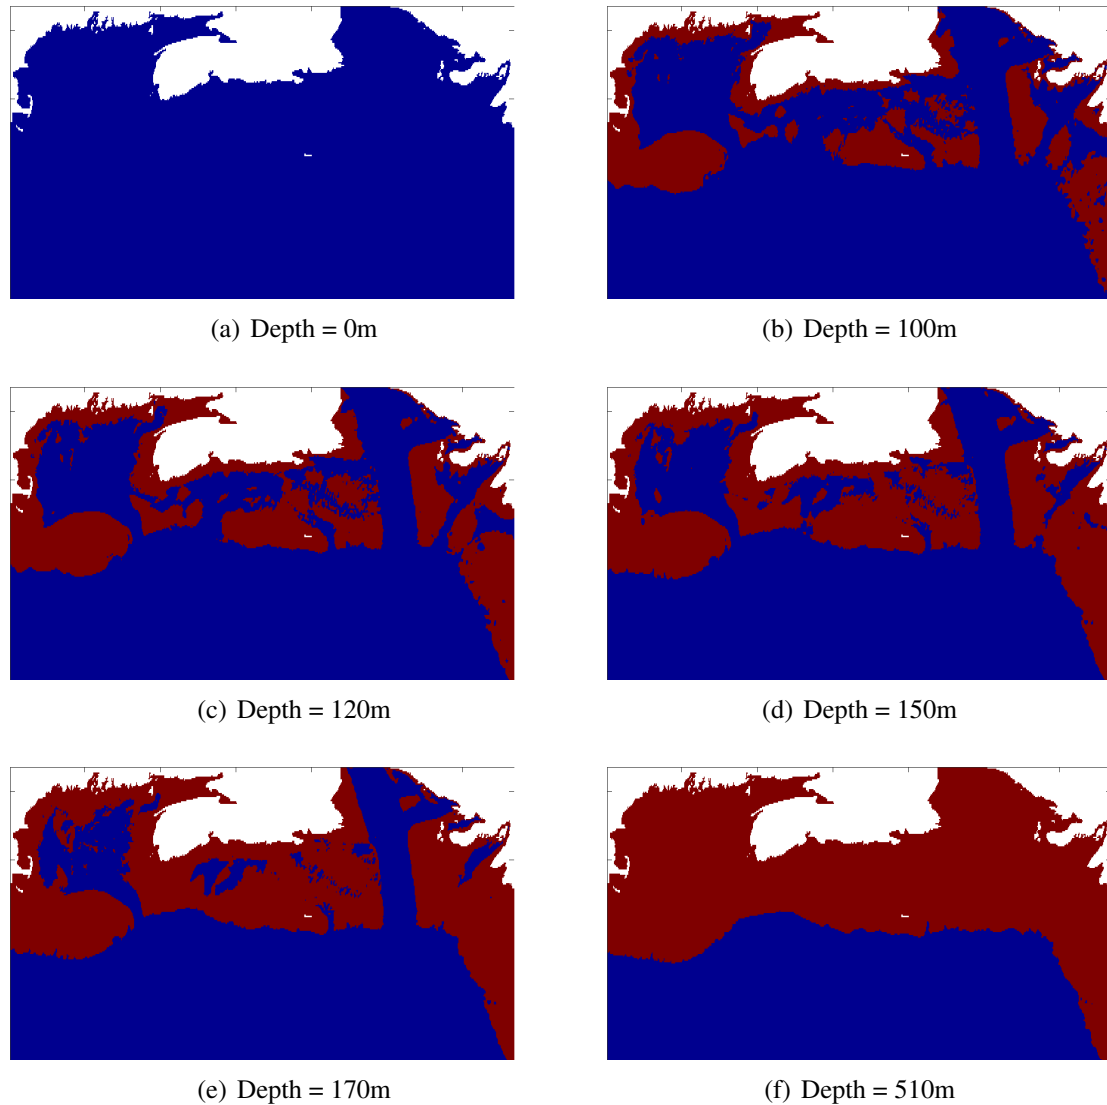 (a) Depth = 0m
(b) Depth = 100m
(c) Depth = 120m
(d) Depth = 150m
(e) Depth = 170m
(f) Depth = 510m